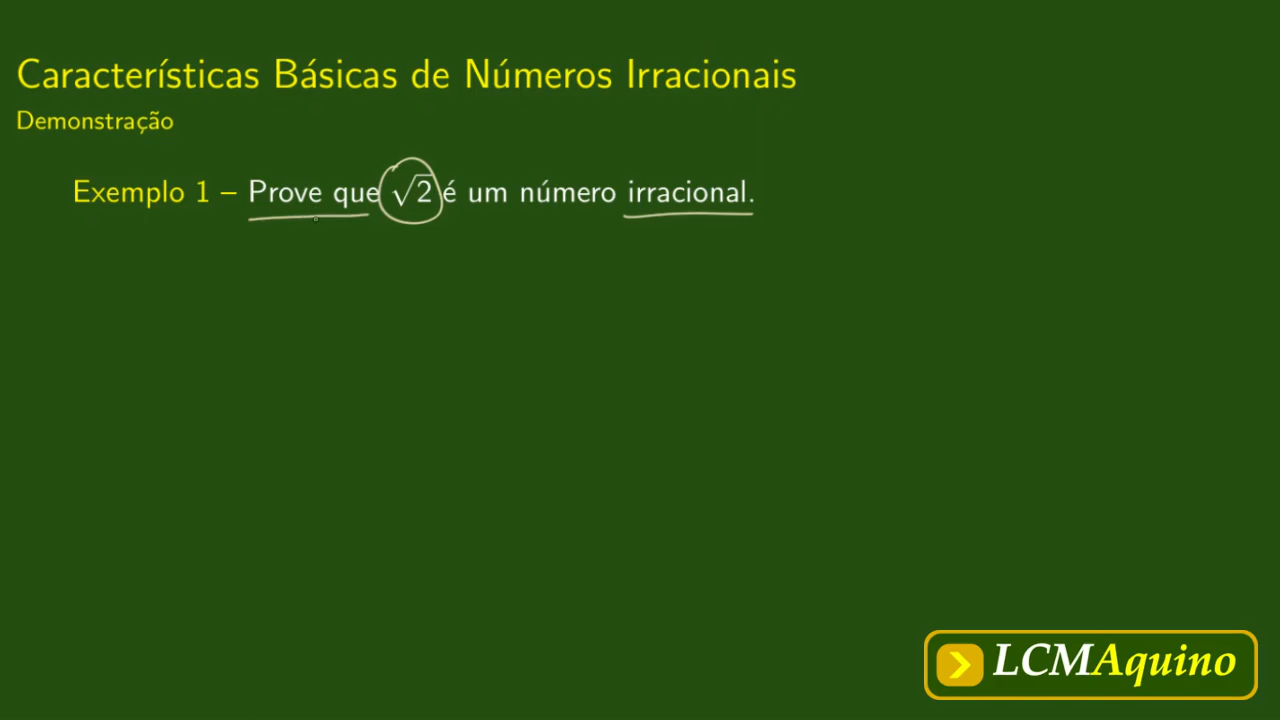 Características Básicas de Números Irracionais
Demonstração
Exemplo 1 – Prove que √2 é um número irracional.
LCMAquino